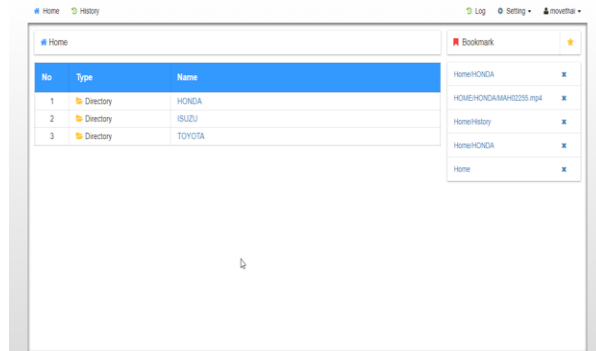 Home History Log Setting movethai
Home
Bookmark
No Type Name
1 Directory HONDA
2 Directory ISUZU
3 Directory TOYOTA
Home/HONDA
HOME/HONDA/MAH02255.mp4
Home/History
Home/HONDA
Home